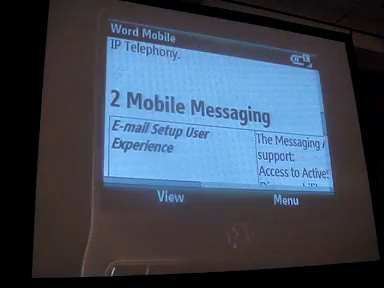 Word Mobile
IP Telephony.
2 Mobile Messaging
E-mail Setup User
Experience
The Messaging
support:
Access to Active
View
Menu